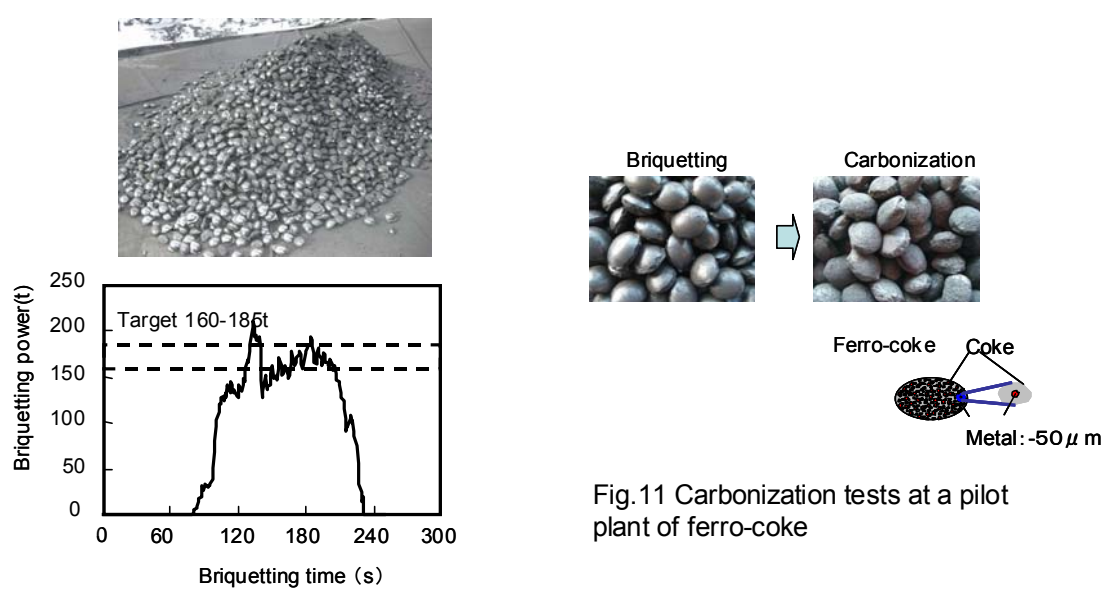 250
200
150
100
50
0
Briquetting power(t)
Target 160-185t
0 60 120 180 240 300
Briquetting time (s)
Briquetting
Carbonization
Ferro-coke
Coke
Metal:-50μm
Fig.11 Carbonization tests at a pilot
plant of ferro-coke